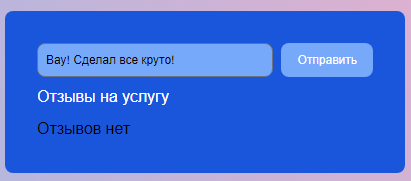 Вау! Сделал все круто!
Отправить
Отзывы на услугу
Отзывов нет